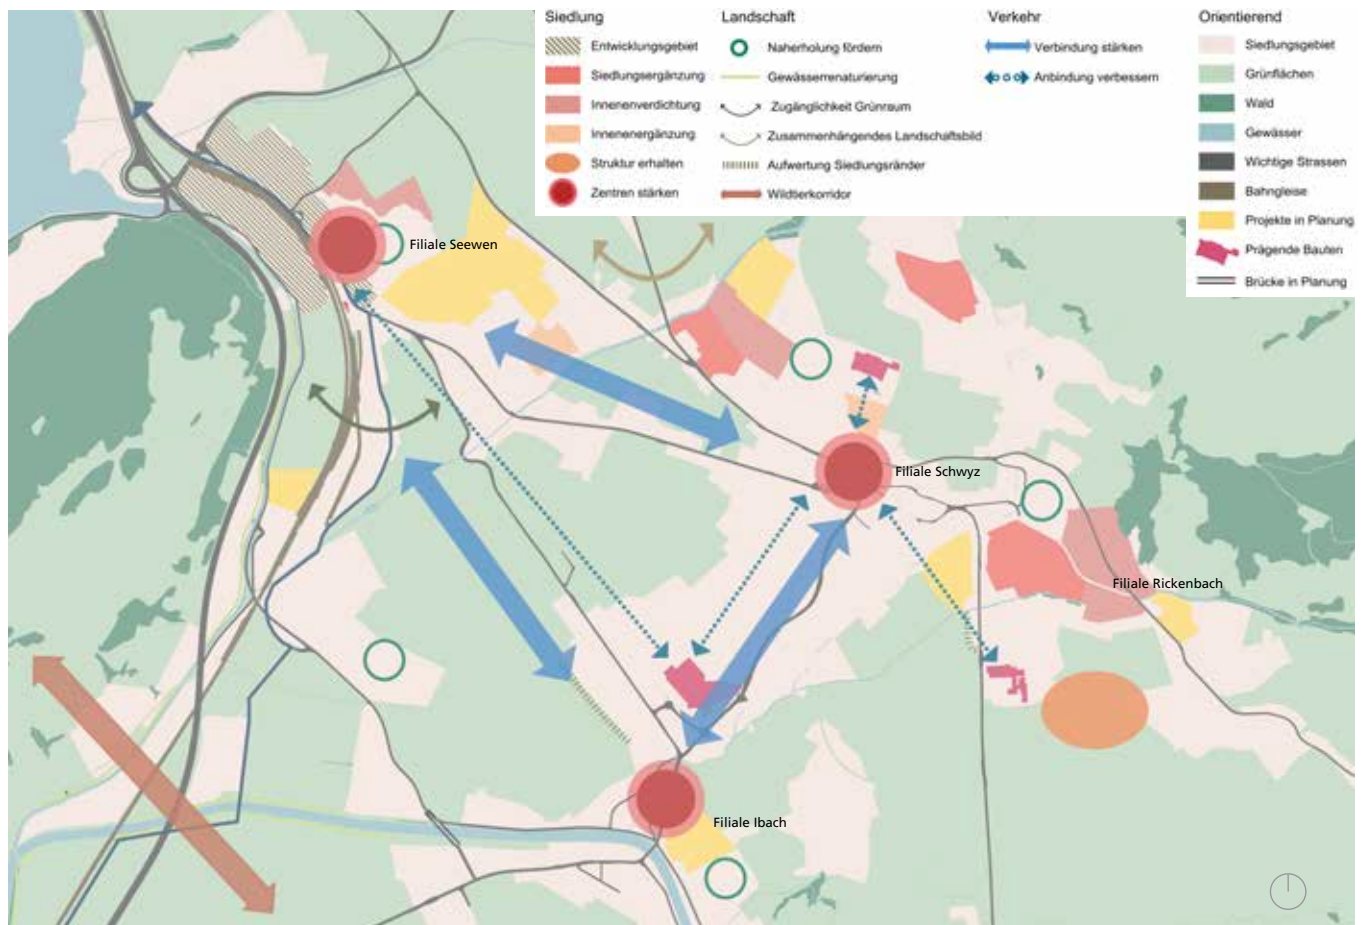 Siedlung
Entwicklungsgebiet
Siedlungsergänzung
Innenenverdichtung
Innenenergänzung
Struktur erhalten
Zentren stärken
Landschaft
Naherholung fördern
Gewässerrenaturierung
Zugänglichkeit Grünraum
Zusammenhängendes Landschaftsbild
Aufwertung Siedlungsränder
Wildtierkorridor
Verkehr
Verbindung stärken
Anbindung verbessern
Orientierend
Siedlungsgebiet
Grünflächen
Wald
Gewässer
Wichtige Strassen
Bahngleise
Projekte in Planung
Prägende Bauten
Brücke in Planung
Filiale Seewen
Filiale Schwyz
Filiale Rickenbach
Filiale Ibach